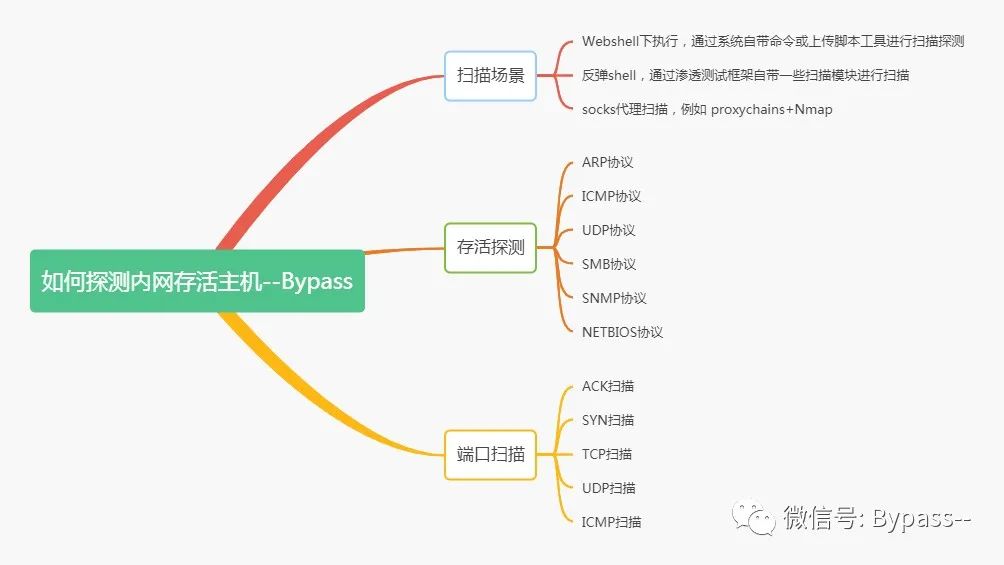 如何探测内网存活主机--Bypass
扫描场景
Webshell下执行，通过系统自带命令或上传脚本工具进行扫描探测
反弹shell，通过渗透测试框架自带一些扫描模块进行扫描
socks代理扫描，例如 proxychains+Nmap
存活探测
ARP协议
ICMP协议
UDP协议
SMB协议
SNMP协议
NETBIOS协议
端口扫描
ACK扫描
SYN扫描
TCP扫描
UDP扫描
ICMP扫描
微信号: Bypass--